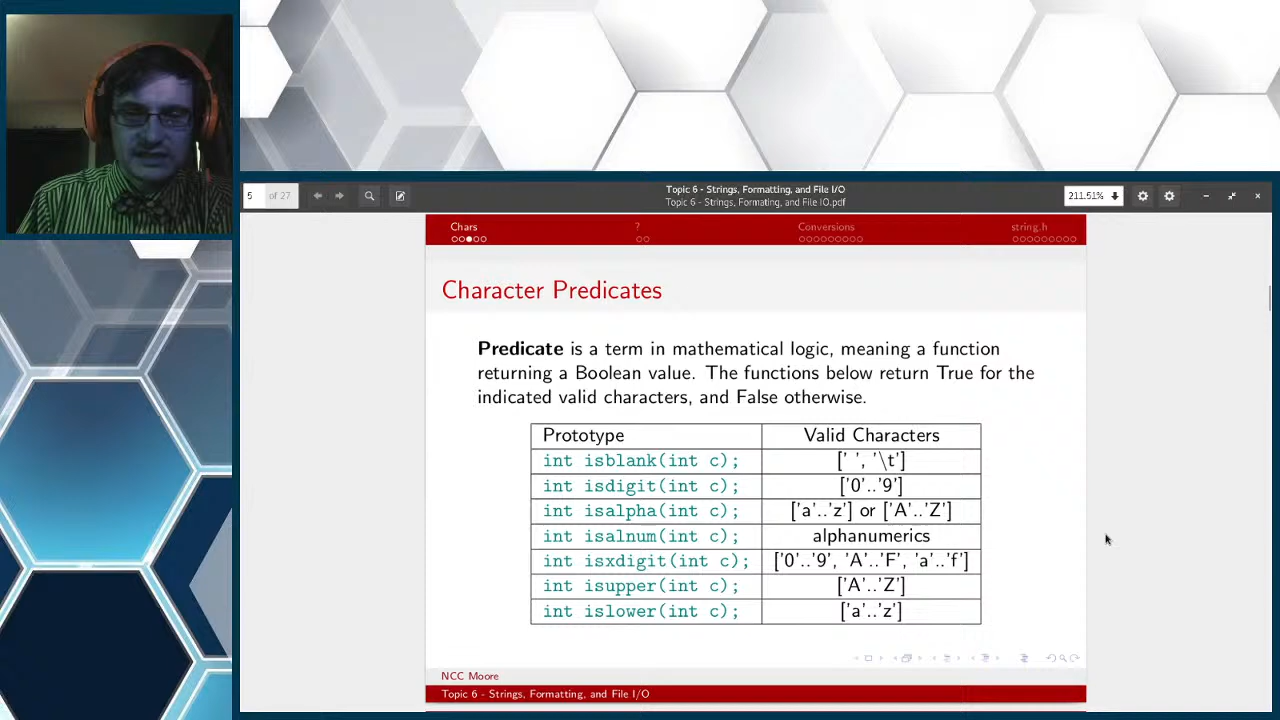 5 of 27
Topic 6 - Strings, Formatting, and File I/O
Topic 6 - Strings, Formating, and File IO.pdf
211.51%
Chars ? Conversions string.h
Character Predicates
Predicate is a term in mathematical logic, meaning a function
returning a Boolean value. The functions below return True for the
indicated valid characters, and False otherwise.
Prototype Valid Characters
int isblank(int c); [' ', '\t']
int isdigit(int c); ['0'..'9']
int isalpha(int c); ['a'..'z'] or ['A'..'Z']
int isalnum(int c); alphanumerics
int isxdigit(int c); ['0'..'9', 'A'..'F', 'a'..'f']
int isupper(int c); ['A'..'Z']
int islower(int c); ['a'..'z']
NCC Moore
Topic 6 - Strings, Formatting, and File I/O